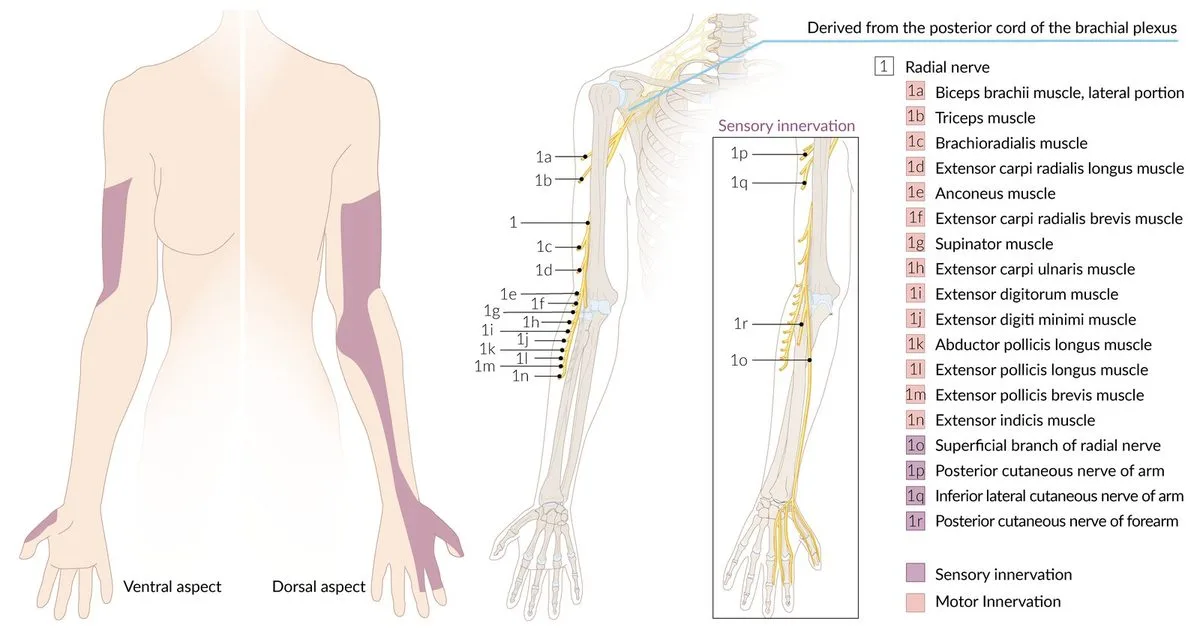 Derived from the posterior cord of the brachial plexus
1 Radial nerve
1a Biceps brachii muscle, lateral portion
1b Triceps muscle
1c Brachioradialis muscle
1d Extensor carpi radialis longus muscle
1e Anconeus muscle
1f Extensor carpi radialis brevis muscle
1g Supinator muscle
1h Extensor carpi ulnaris muscle
1i Extensor digitorum muscle
1j Extensor digiti minimi muscle
1k Abductor pollicis longus muscle
1l Extensor pollicis longus muscle
1m Extensor pollicis brevis muscle
1n Extensor indicis muscle
1o Superficial branch of radial nerve
1p Posterior cutaneous nerve of arm
1q Inferior lateral cutaneous nerve of arm
1r Posterior cutaneous nerve of forearm
Sensory innervation
Motor Innervation
Sensory innervation
1p
1q
1r
1o
1a
1b
1
1c
1d
1e
1f
1g
1h
1i
1j
1k
1l
1m
1n
Ventral aspect
Dorsal aspect